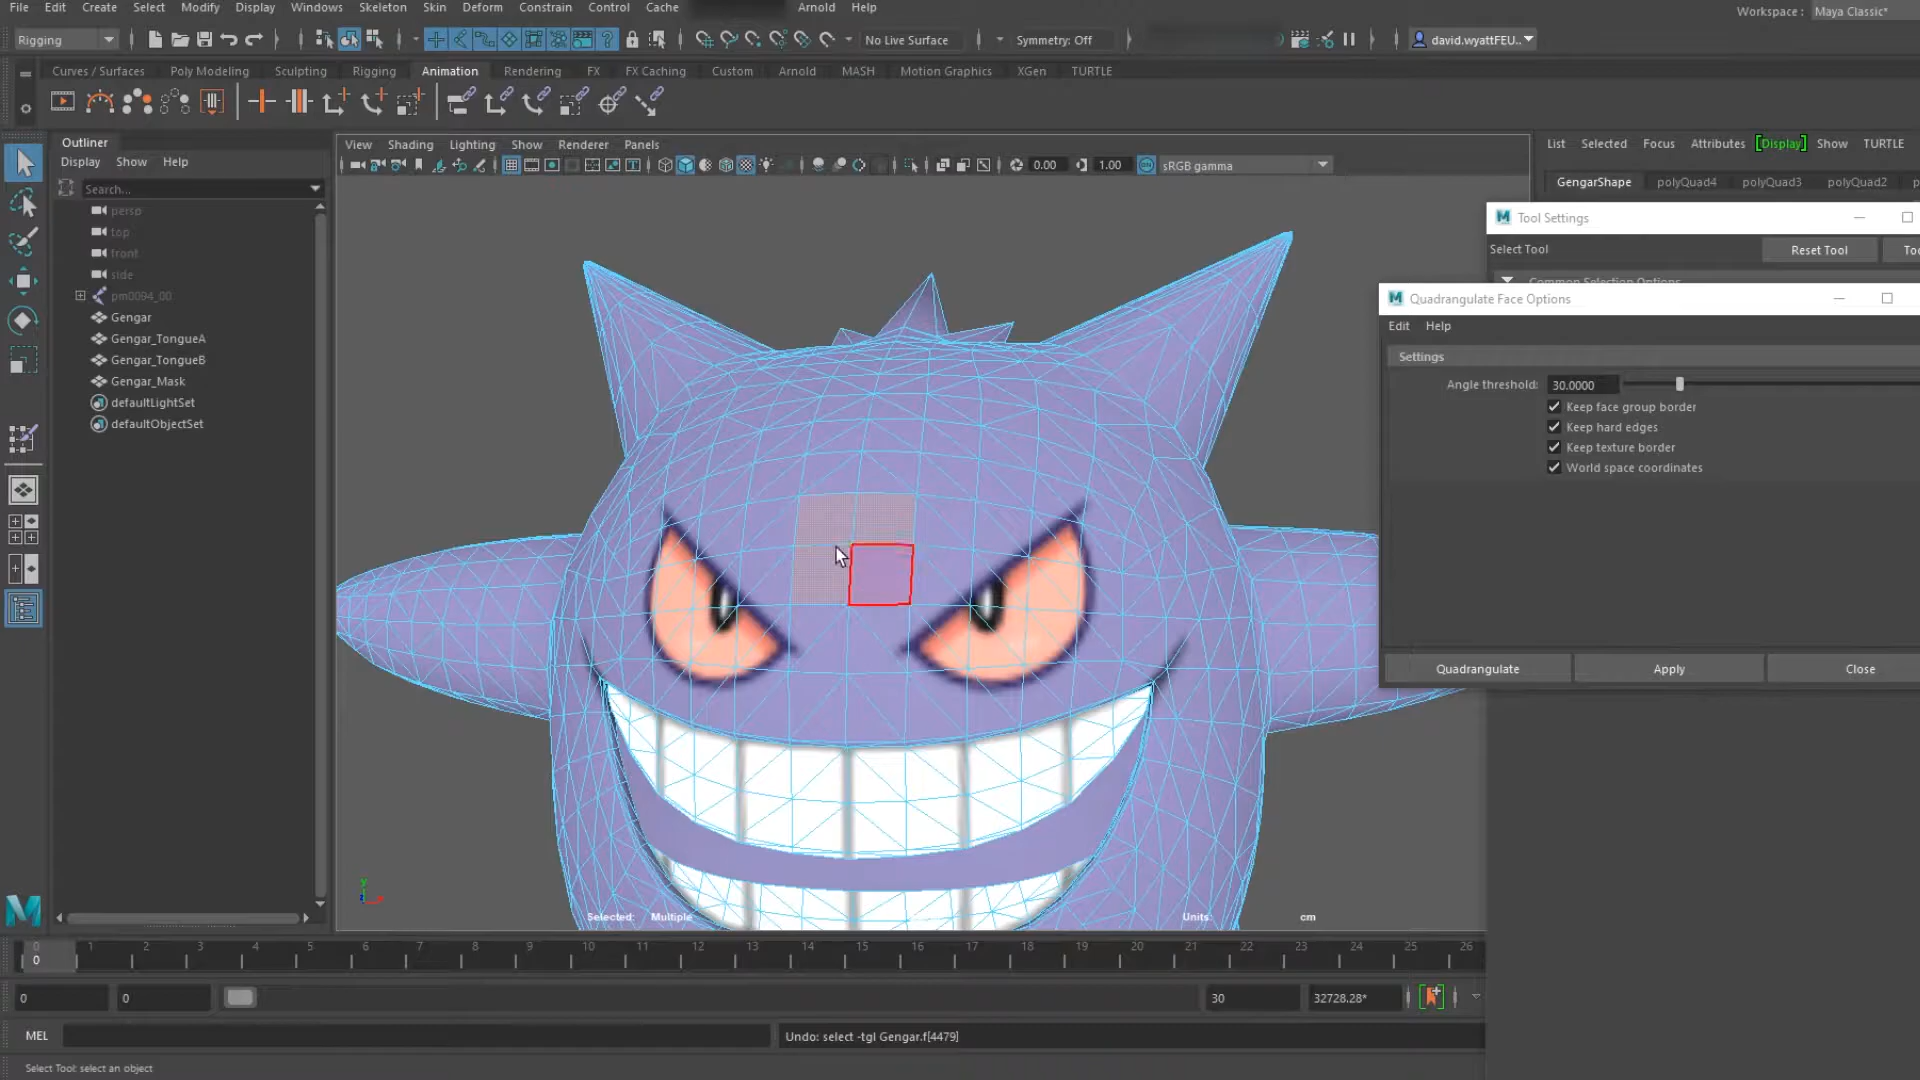 File Edit Create Select Modify Display Windows Skeleton Skin Deform Constrain Control Cache Arnold Help
Workspace : Maya Classic*
Rigging No Live Surface Symmetry: Off david.wyattFEU..
Curves / Surfaces Poly Modeling Sculpting Rigging Animation Rendering FX FX Caching Custom Arnold MASH Motion Graphics XGen TURTLE
Outliner
Display Show Help
Search...
persp
top
front
side
pm0094_00
Gengar
Gengar_TongueA
Gengar_TongueB
Gengar_Mask
defaultLightSet
defaultObjectSet
View Shading Lighting Show Renderer Panels
0.00 1.00 sRGB gamma
List Selected Focus Attributes [Display] Show TURTLE
GengarShape polyQuad4 polyQuad3 polyQuad2
Tool Settings
Select Tool Reset Tool
Common Selection Options
Quadrangulate Face Options
Edit Help
Settings
Angle threshold: 30.0000
Keep face group border
Keep hard edges
Keep texture border
World space coordinates
Quadrangulate Apply Close
Selected: Multiple Units: cm
0 1 2 3 4 5 6 7 8 9 10 11 12 13 14 15 16 17 18 19 20 21 22 23 24 25 26
0
0 0 30 32728.28*
MEL Undo: select -tgl Gengar.f[4479]
Select Tool: select an object